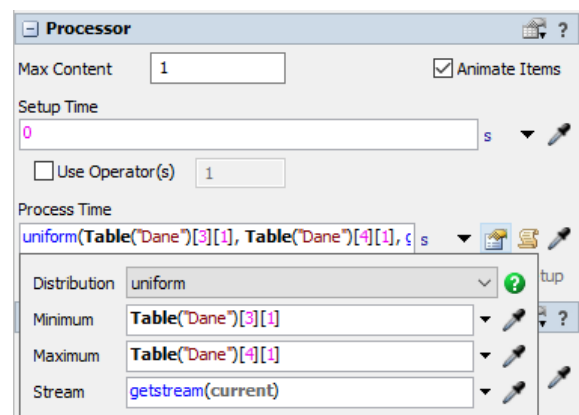 Processor ?
Max Content 1 Animate Items
Setup Time
0 s
Use Operator(s) 1
Process Time
uniform(Table("Dane")[3][1], Table("Dane")[4][1], g s
Distribution uniform ? tup
Minimum Table("Dane")[3][1] ?
Maximum Table("Dane")[4][1]
Stream getstream(current)